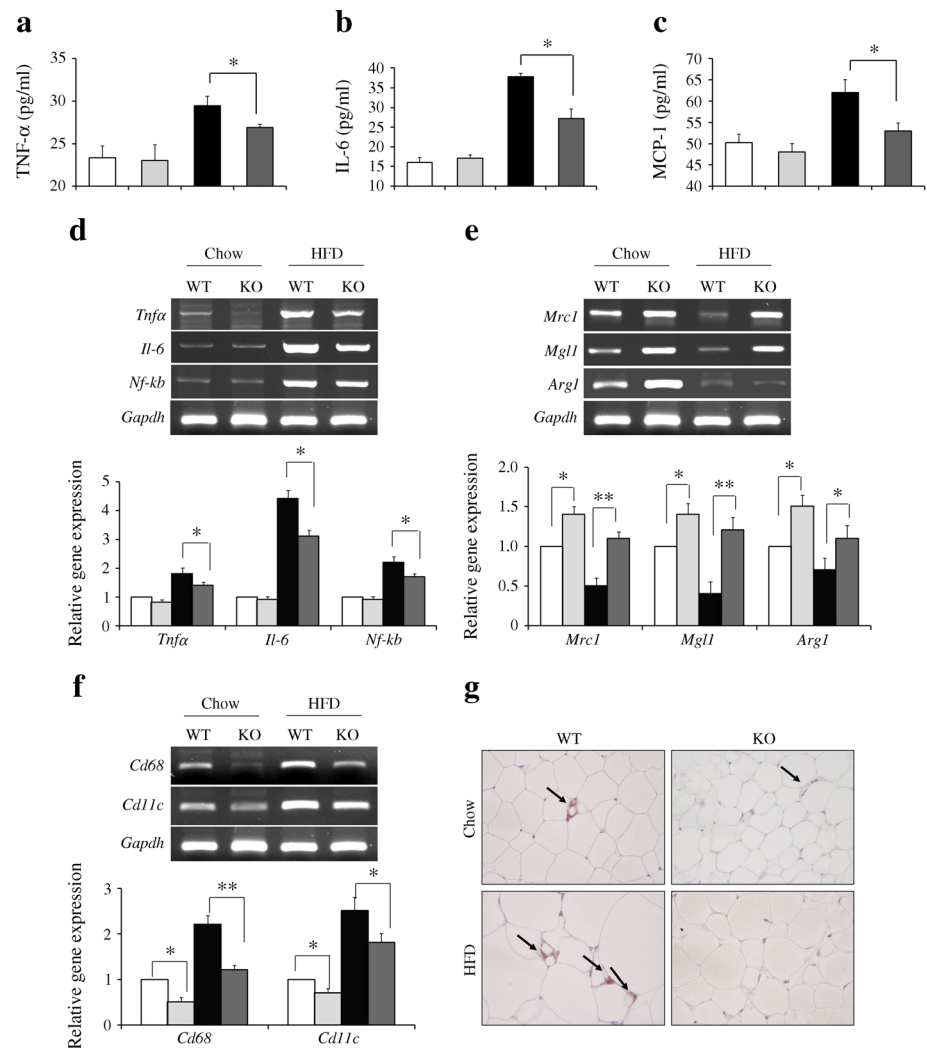 a
b
c
TNF-α (pg/ml)
35
30
25
20
*
IL-6 (pg/ml)
40
35
30
25
20
15
10
*
MCP-1 (pg/ml)
70
65
60
55
50
45
40
*
d
Chow HFD
WT KO WT KO
Tnfα
Il-6
Nf-kb
Gapdh
Relative gene expression
5
4
3
2
1
0
* * *
Tnfα Il-6 Nf-kb
e
Chow HFD
WT KO WT KO
Mrc1
Mgl1
Arg1
Gapdh
Relative gene expression
2.0
1.5
1.0
0.5
0
* ** * ** * *
Mrc1 Mgl1 Arg1
f
Chow HFD
WT KO WT KO
Cd68
Cd11c
Gapdh
Relative gene expression
3
2
1
0
* ** * *
Cd68 Cd11c
g
WT KO
Chow
HFD